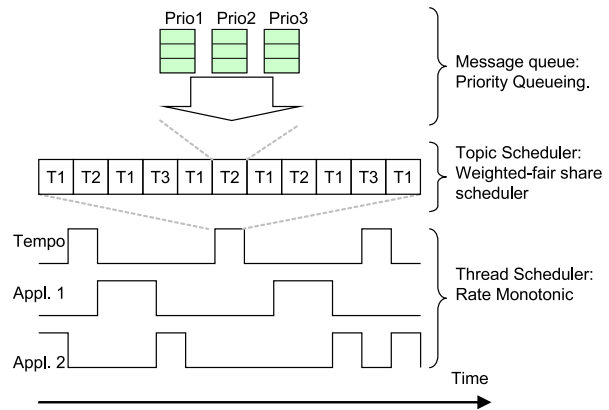 Prio1 Prio2 Prio3
Message queue:
Priority Queueing.
Topic Scheduler:
Weighted-fair share
scheduler
T1 T2 T1 T3 T1 T2 T1 T2 T1 T3 T1
Tempo
Appl. 1
Thread Scheduler:
Rate Monotonic
Appl. 2
Time